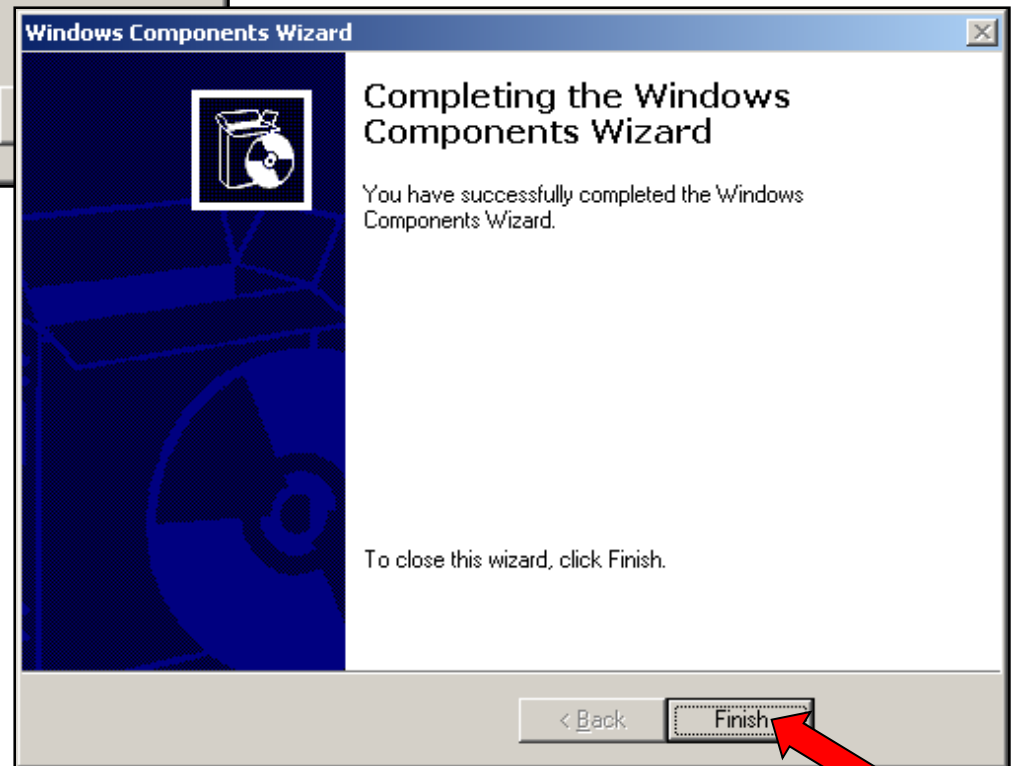 Windows Components Wizard
Completing the Windows
Components Wizard
You have successfully completed the Windows
Components Wizard.
To close this wizard, click Finish.
< Back
Finish